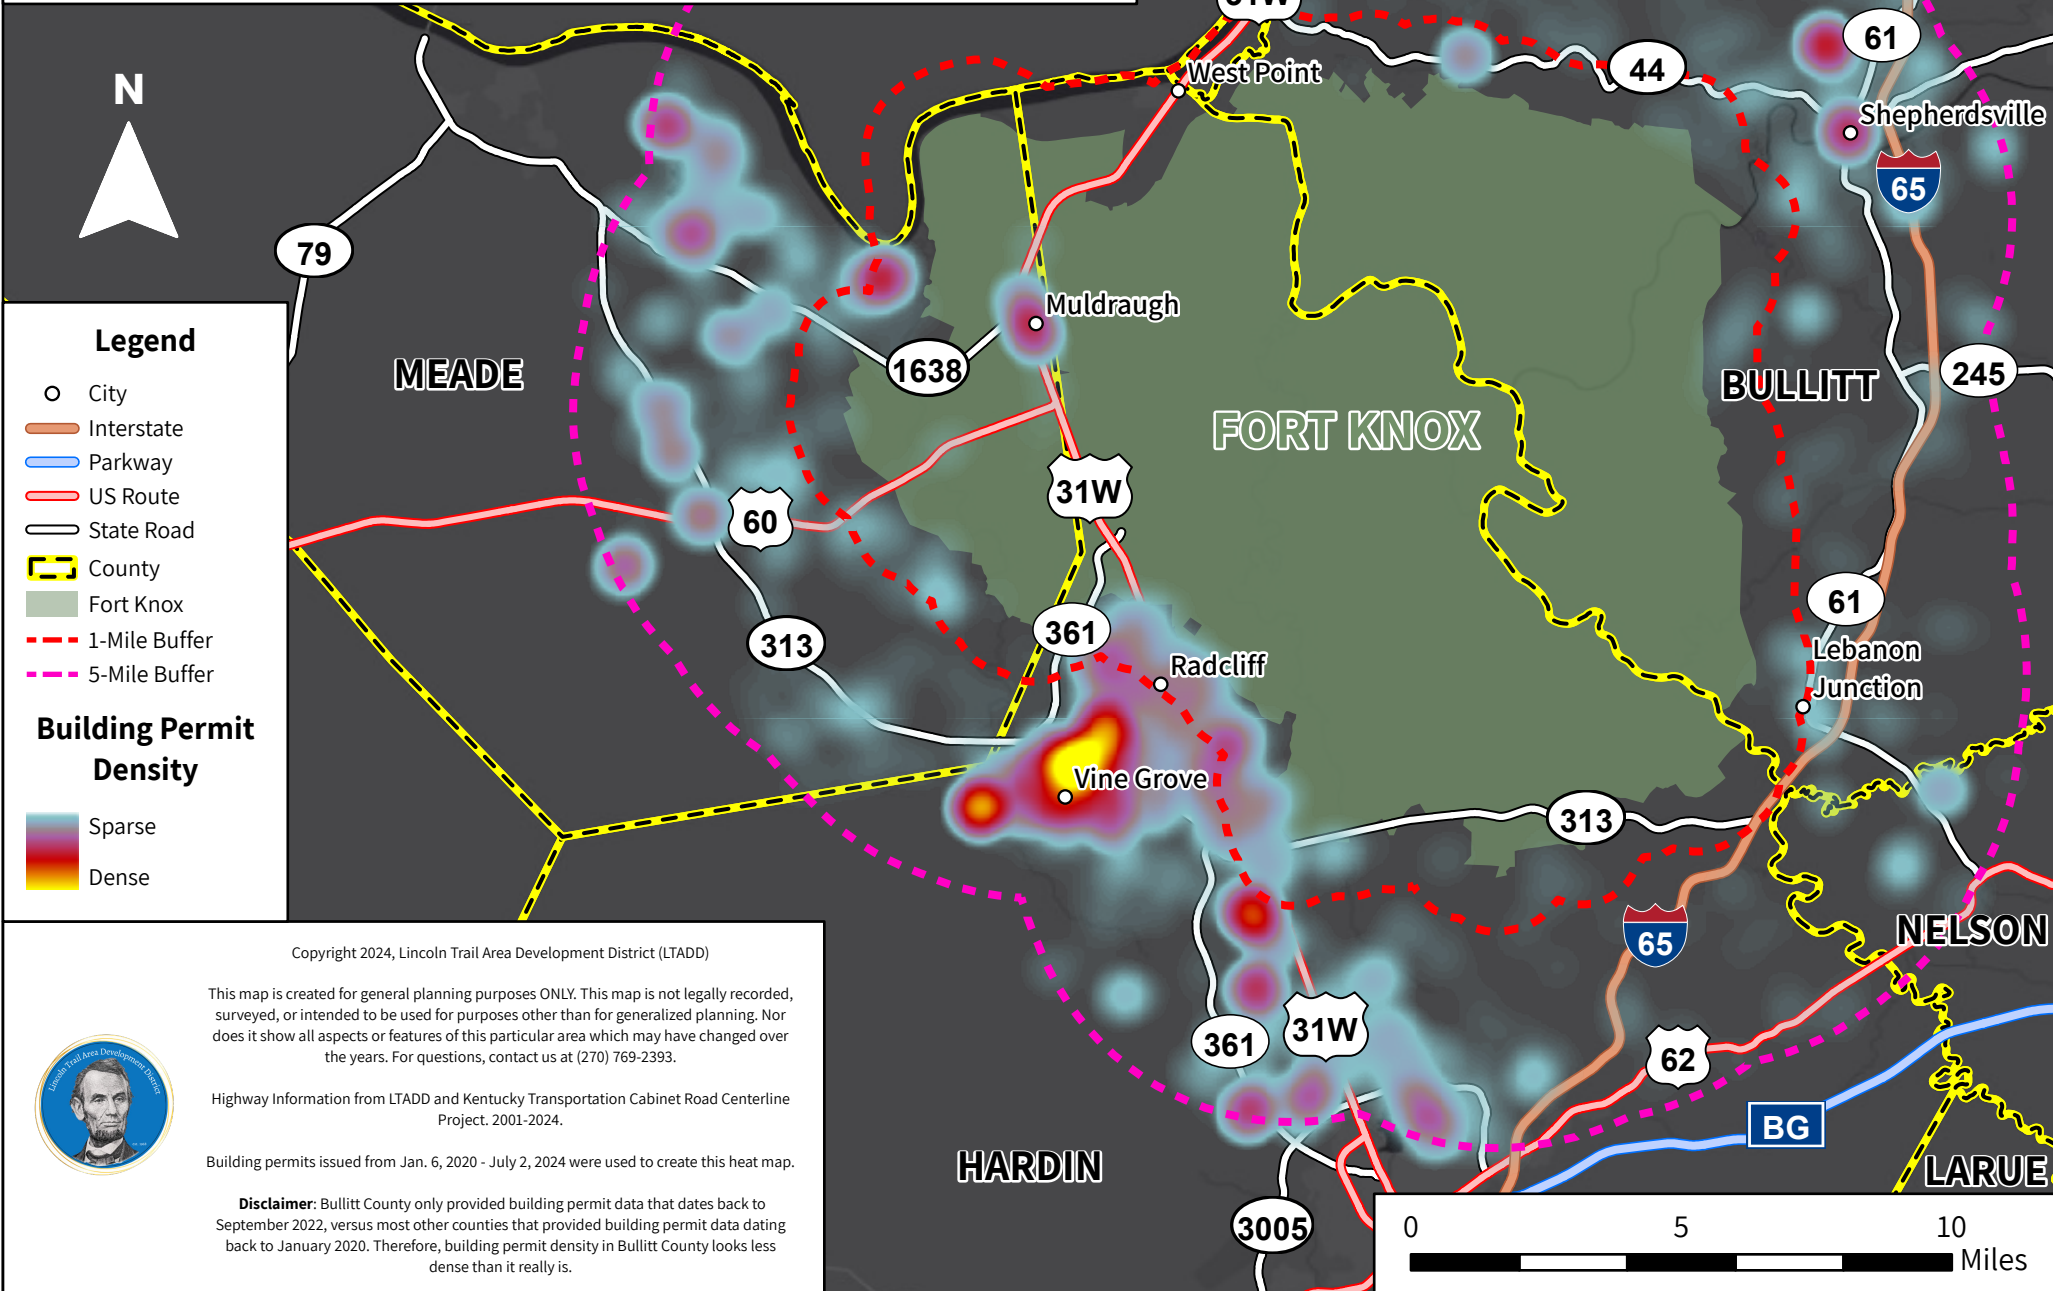 31W
61
N
West Point
44
Shepherdsville
65
79
Muldraugh
Legend
City
Interstate
Parkway
US Route
State Road
County
Fort Knox
1-Mile Buffer
5-Mile Buffer
Building Permit
Density
Sparse
Dense
MEADE
1638
BULLITT
245
FORT KNOX
31W
60
61
361
313
Lebanon
Junction
Radcliff
Vine Grove
313
NELSON
65
31W
361
62
BG
HARDIN
LARUE
3005
Copyright 2024, Lincoln Trail Area Development District (LTADD)
This map is created for general planning purposes ONLY. This map is not legally recorded,
surveyed, or intended to be used for purposes other than for generalized planning. Nor
does it show all aspects or features of this particular area which may have changed over
the years. For questions, contact us at (270) 769-2393.
Lincoln Trail Area Development District
Highway Information from LTADD and Kentucky Transportation Cabinet Road Centerline
Project. 2001-2024.
Building permits issued from Jan. 6, 2020 - July 2, 2024 were used to create this heat map.
Disclaimer: Bullitt County only provided building permit data that dates back to
September 2022, versus most other counties that provided building permit data dating
back to January 2020. Therefore, building permit density in Bullitt County looks less
dense than it really is.
0 5 10
Miles